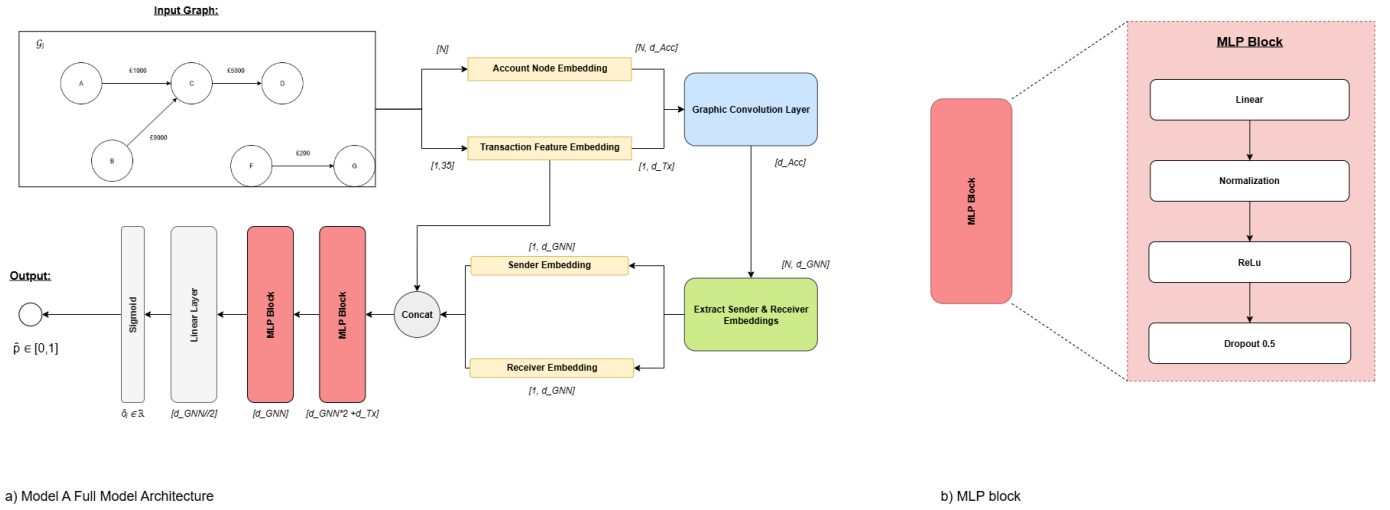 Input Graph:
𝒢ⱼ
£1000
£5000
A
C
D
£9000
B
£200
F
G
[N]
[N, d_Acc]
Account Node Embedding
Transaction Feature Embedding
[1,35]
[1, d_Tx]
Graphic Convolution Layer
[d_Acc]
[N, d_GNN]
Extract Sender & Receiver
Embeddings
[1, d_GNN]
Sender Embedding
Receiver Embedding
[1, d_GNN]
Concat
MLP Block
[d_GNN*2 +d_Tx]
MLP Block
[d_GNN]
Linear Layer
[d_GNN//2]
Sigmoid
ôⱼ ∈ ℝ
Output:
p̂ ∈ [0,1]
a) Model A Full Model Architecture
MLP Block
MLP Block
Linear
Normalization
ReLu
Dropout 0.5
b) MLP block